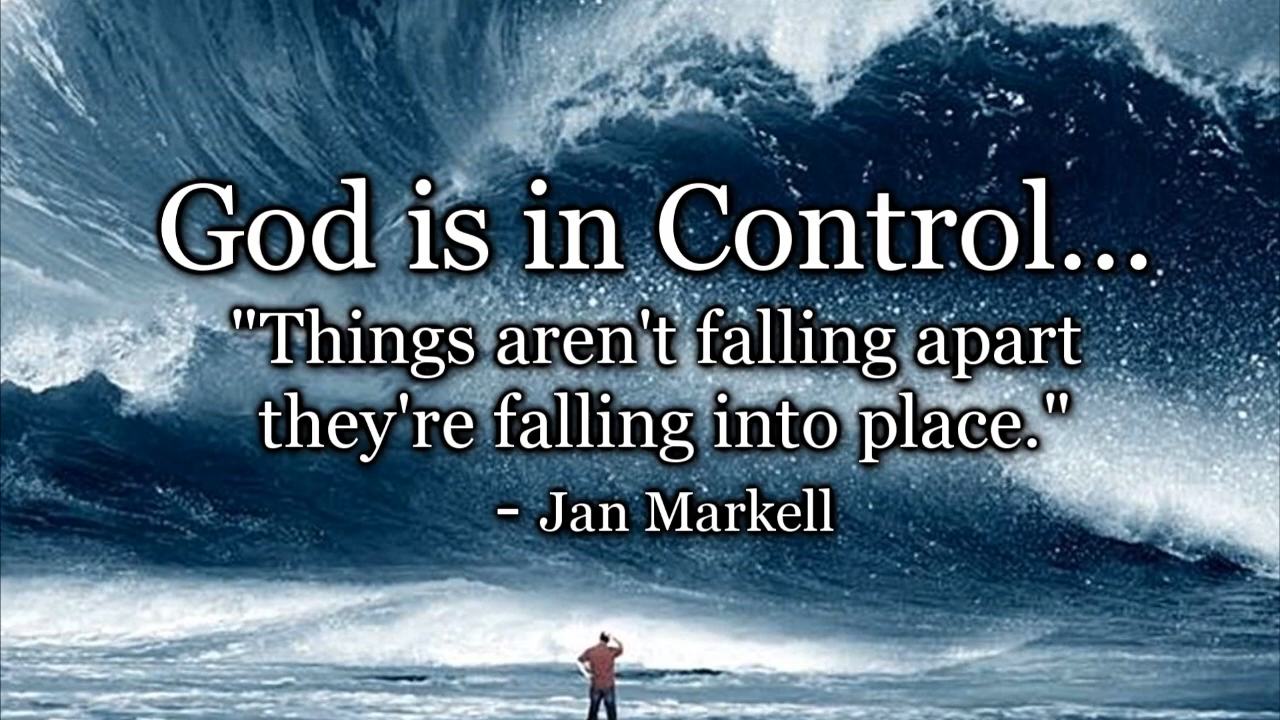 God is in Control...
"Things aren't falling apart
they're falling into place."
- Jan Markell